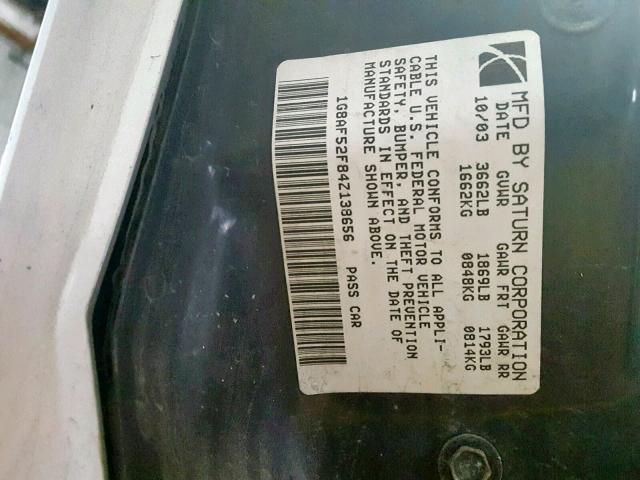 MFD BY SATURN CORPORATION
DATE GVWR GAWR FRT GAWR RR
10/03 3663LB 1869LB 1793LB
1662KG 0848KG 0814KG
THIS VEHICLE CONFORMS TO ALL APPLI-
CABLE U.S. FEDERAL MOTOR VEHICLE
SAFETY, BUMPER, AND THEFT PREVENTION
STANDARDS IN EFFECT ON THE DATE OF
MANUFACTURE SHOWN ABOVE.
1G8AF52F84Z138656 PASS CAR